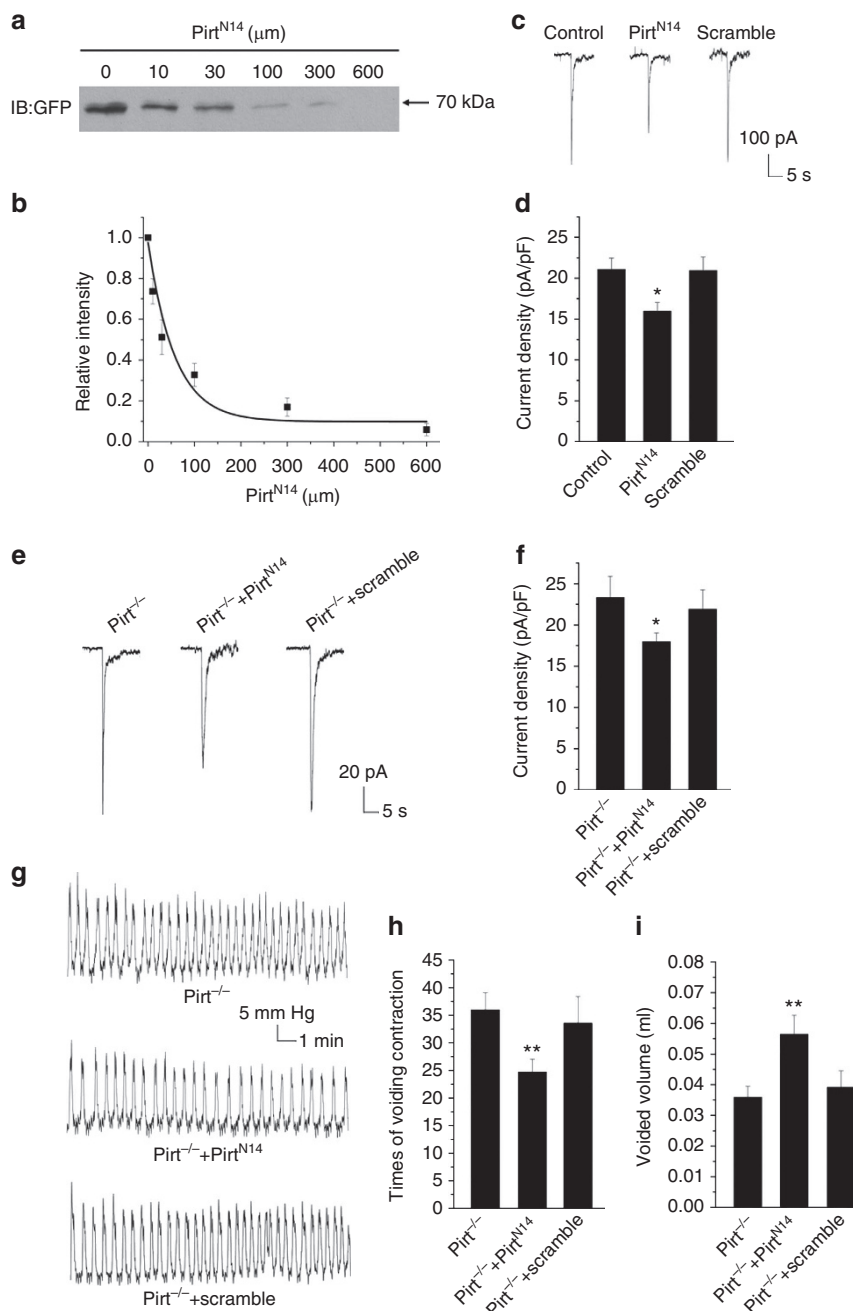 a
Pirt^N14 (μm)
0 10 30 100 300 600
IB:GFP
70 kDa
b
1.0
0.8
0.6
0.4
0.2
0.0
Relative intensity
0 100 200 300 400 500 600
Pirt^N14 (μm)
c
Control Pirt^N14 Scramble
100 pA
5 s
d
25
20
15
10
5
0
Current density (pA/pF)
*
Control
Pirt^N14
Scramble
e
Pirt^–/–
Pirt^–/–+Pirt^N14
Pirt^–/–+scramble
20 pA
5 s
f
30
25
20
15
10
5
0
Current density (pA/pF)
*
Pirt^–/–
Pirt^–/–+Pirt^N14
Pirt^–/–+scramble
g
Pirt^–/–
5 mm Hg
1 min
Pirt^–/–+Pirt^N14
Pirt^–/–+scramble
h
45
40
35
30
25
20
15
10
5
0
Times of voiding contraction
**
Pirt^–/–
Pirt^–/–+Pirt^N14
Pirt^–/–+scramble
i
0.08
0.07
0.06
0.05
0.04
0.03
0.02
0.01
0.00
Voided volume (ml)
**
Pirt^–/–
Pirt^–/–+Pirt^N14
Pirt^–/–+scramble